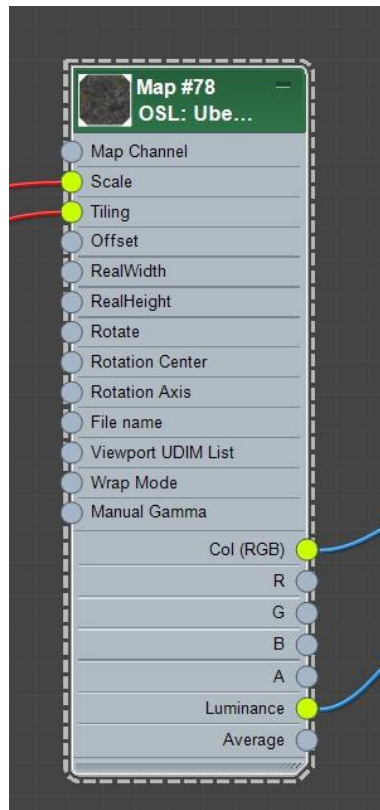 Map #78
OSL: Ube...
Map Channel
Scale
Tiling
Offset
RealWidth
RealHeight
Rotate
Rotation Center
Rotation Axis
File name
Viewport UDIM List
Wrap Mode
Manual Gamma
Col (RGB)
R
G
B
A
Luminance
Average